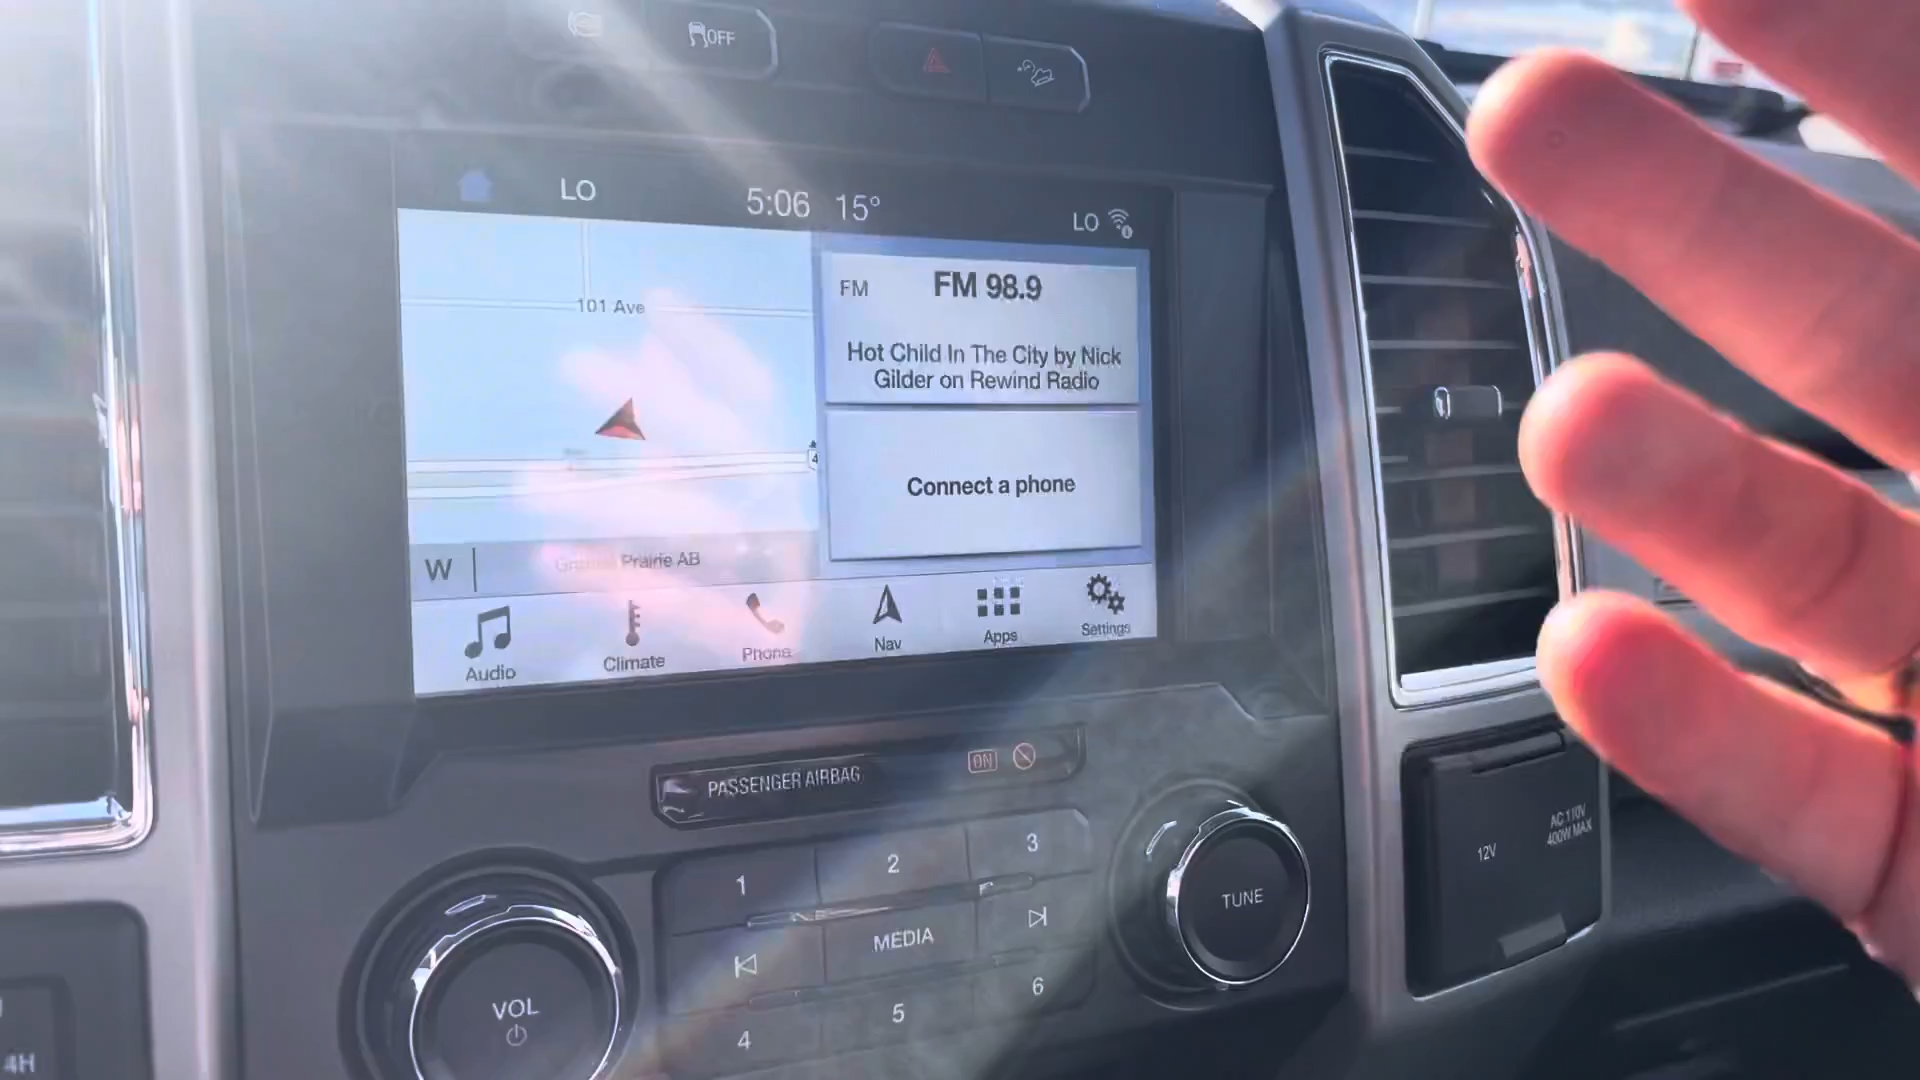 OFF
LO
5:06 15°
LO
101 Ave
FM
FM 98.9
Hot Child In The City by Nick
Gilder on Rewind Radio
4
Connect a phone
W
Prairie AB
Audio
Climate
Phone
Nav
Apps
Settings
PASSENGER AIRBAG
ON
1
2
3
MEDIA
4
5
6
VOL
TUNE
12V
AC 110V
400W MAX
4H